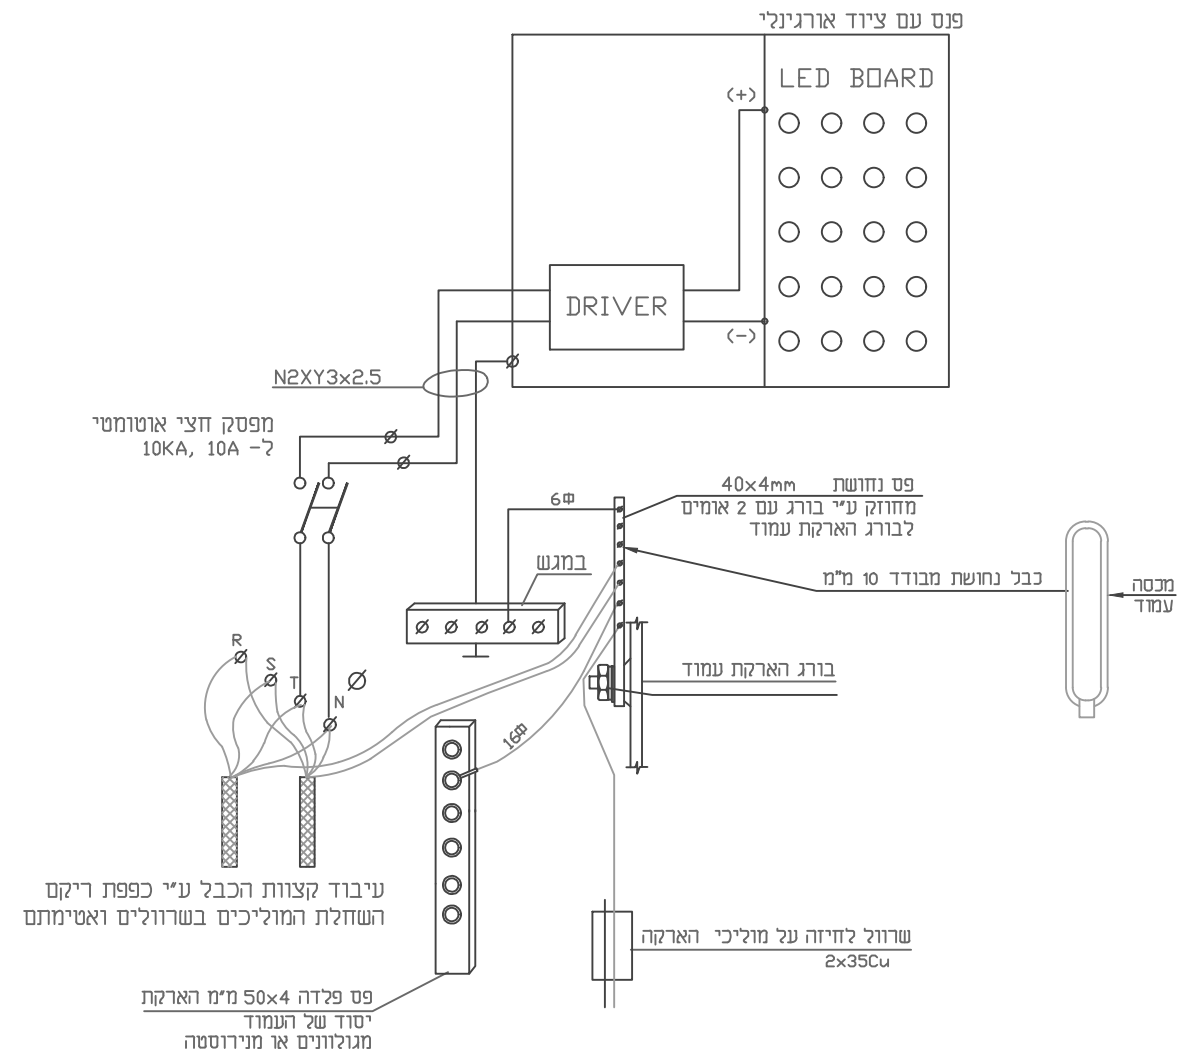 פנס עם ציוד אורגינלי
LED BOARD
(+)
DRIVER
(-)
N2XY3x2.5
מפסק חצי אוטומטי
ל- 10KA, 10A
פס נחושת 40x4mm
מחוזק ע"י בורג עם 2 אומים
לבורג הארקת עמוד
6Φ
במגש
כבל נחושת מבודד 10 מ"מ
מכסה
עמוד
R
S
T
N
בורג הארקת עמוד
16Φ
עיבוד קצוות הכבל ע"י כפפת ריקם
השחלת המוליכים בשרוולים ואטימתם
שרוול לחיזה על מוליכי הארקה
2x35Cu
פס פלדה 50x4 מ"מ הארקת
יסוד של העמוד
מגולוונים או מנירוסטה